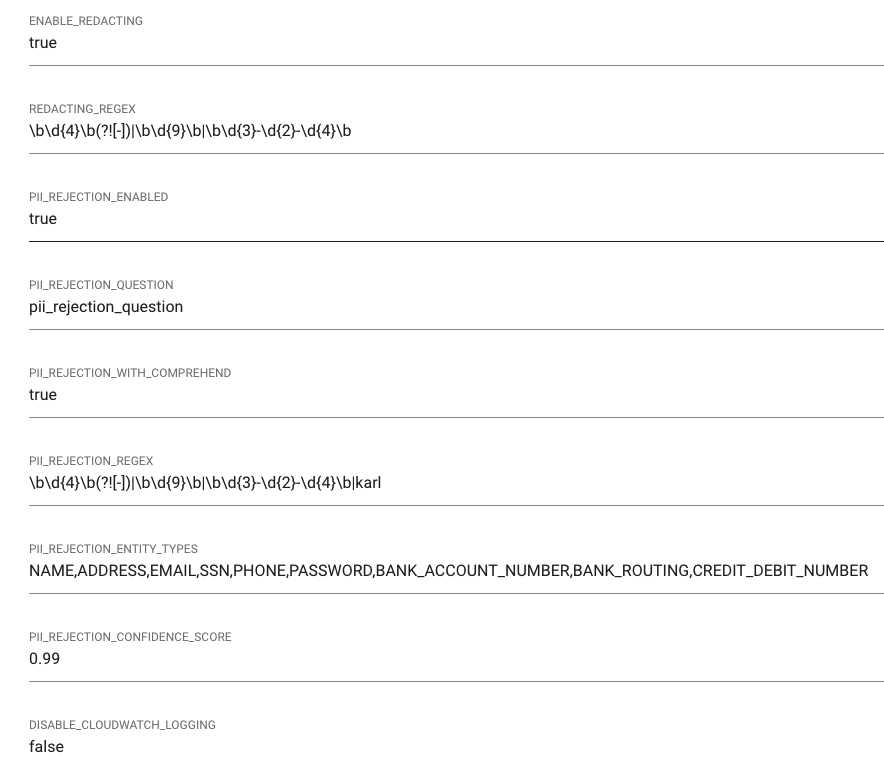 ENABLE_REDACTING
true
REDACTING_REGEX
\b\d{4}\b(?![-])|\b\d{9}\b|\b\d{3}-\d{2}-\d{4}\b
PII_REJECTION_ENABLED
true
PII_REJECTION_QUESTION
pii_rejection_question
PII_REJECTION_WITH_COMPREHEND
true
PII_REJECTION_REGEX
\b\d{4}\b(?![-])|\b\d{9}\b|\b\d{3}-\d{2}-\d{4}\b|karl
PII_REJECTION_ENTITY_TYPES
NAME,ADDRESS,EMAIL,SSN,PHONE,PASSWORD,BANK_ACCOUNT_NUMBER,BANK_ROUTING,CREDIT_DEBIT_NUMBER
PII_REJECTION_CONFIDENCE_SCORE
0.99
DISABLE_CLOUDWATCH_LOGGING
false